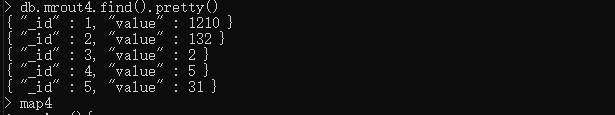 > db.mrout4.find().pretty()
{ "_id" : 1, "value" : 1210 }
{ "_id" : 2, "value" : 132 }
{ "_id" : 3, "value" : 2 }
{ "_id" : 4, "value" : 5 }
{ "_id" : 5, "value" : 31 }
> map4